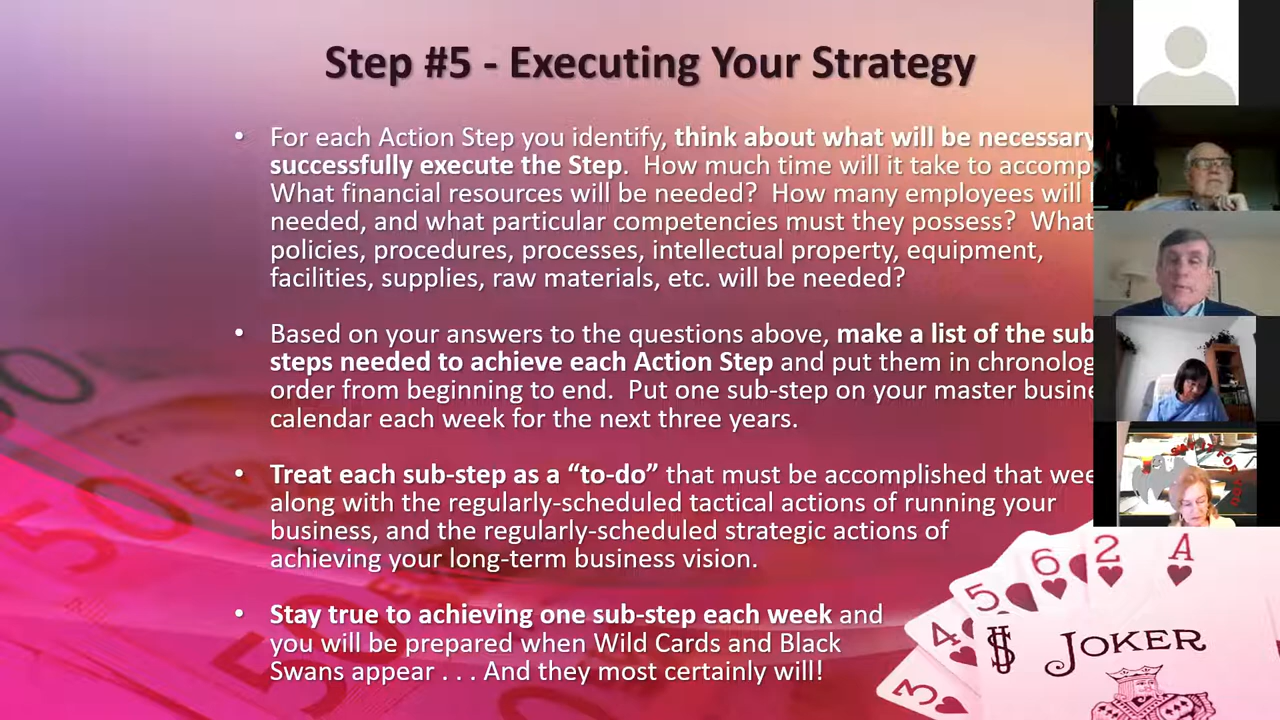 Step #5 - Executing Your Strategy
• For each Action Step you identify, think about what will be necessary
successfully execute the Step. How much time will it take to accomp
What financial resources will be needed? How many employees will
needed, and what particular competencies must they possess? What
policies, procedures, processes, intellectual property, equipment,
facilities, supplies, raw materials, etc. will be needed?
• Based on your answers to the questions above, make a list of the sub
steps needed to achieve each Action Step and put them in chronolog
order from beginning to end. Put one sub-step on your master busine
calendar each week for the next three years.
• Treat each sub-step as a “to-do” that must be accomplished that wee
along with the regularly-scheduled tactical actions of running your
business, and the regularly-scheduled strategic actions of
achieving your long-term business vision.
• Stay true to achieving one sub-step each week and
you will be prepared when Wild Cards and Black
Swans appear . . . And they most certainly will!
3
4
5
6
2
A
JOKER
50
50